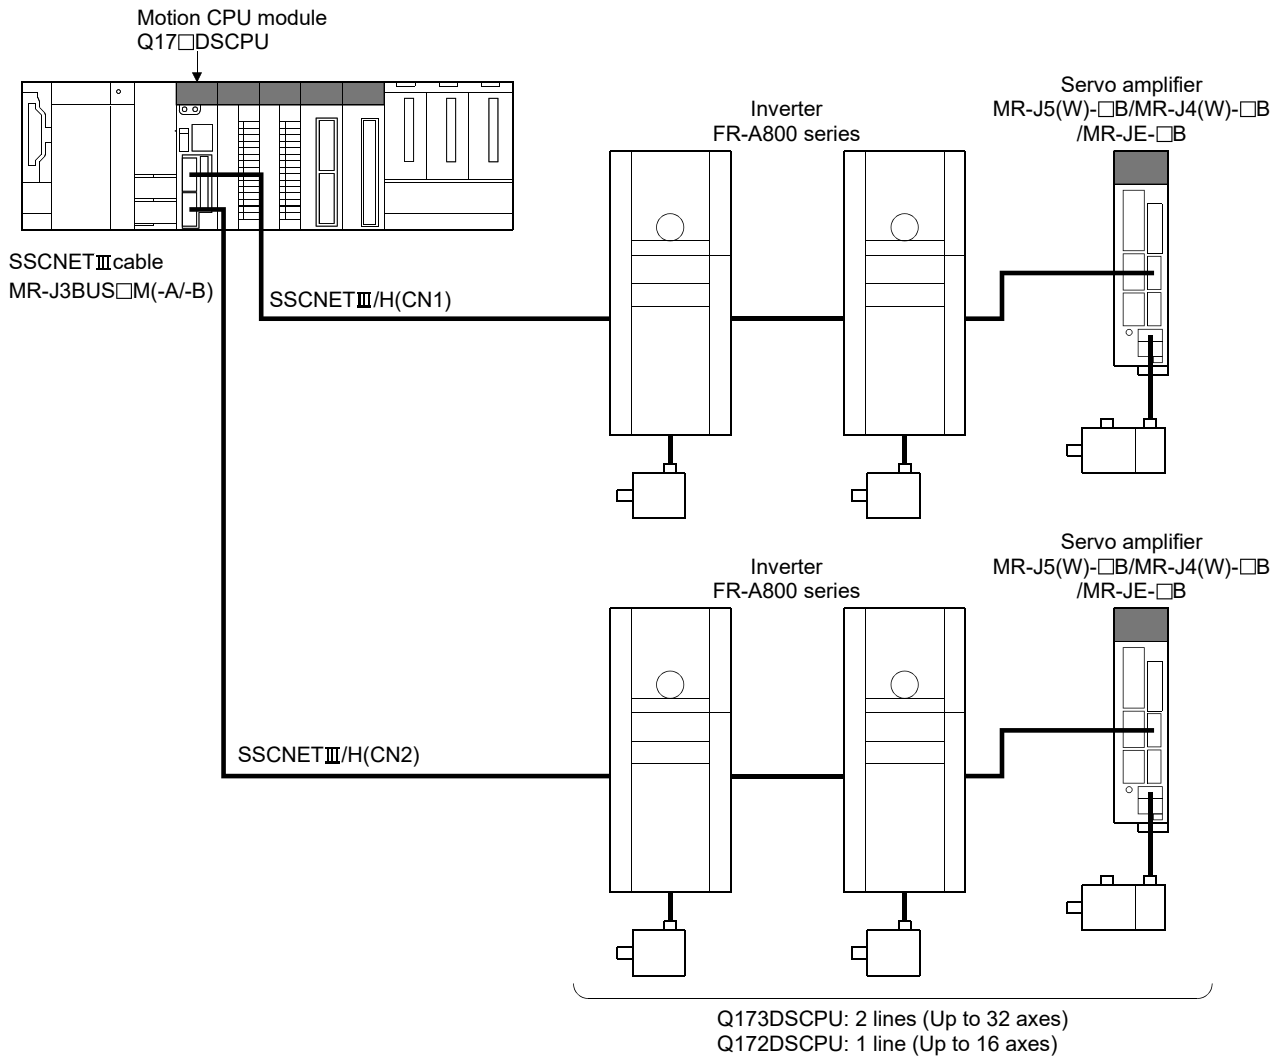 Motion CPU module
Q17□DSCPU
Inverter
FR-A800 series
Servo amplifier
MR-J5(W)-□B/MR-J4(W)-□B
/MR-JE-□B
SSCNETⅢcable
MR-J3BUS□M(-A/-B)
SSCNETⅢ/H(CN1)
Inverter
FR-A800 series
Servo amplifier
MR-J5(W)-□B/MR-J4(W)-□B
/MR-JE-□B
SSCNETⅢ/H(CN2)
Q173DSCPU: 2 lines (Up to 32 axes)
Q172DSCPU: 1 line (Up to 16 axes)